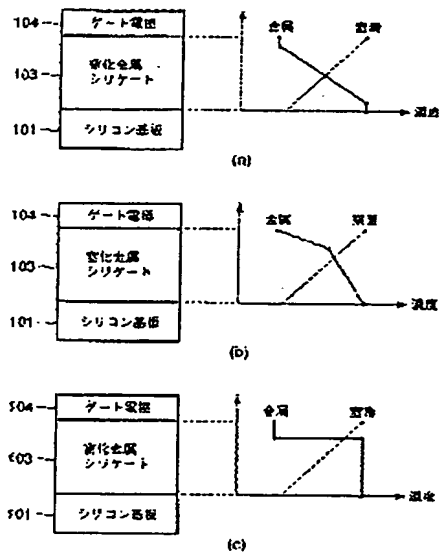 104
ゲート電極
103
窒化金属
シリケート
101
シリコン基板
金属
窒素
濃度
(a)
104
ゲート電極
103
窒化金属
シリケート
101
シリコン基板
金属
窒素
濃度
(b)
504
ゲート電極
503
窒化金属
シリケート
501
シリコン基板
金属
窒素
濃度
(c)